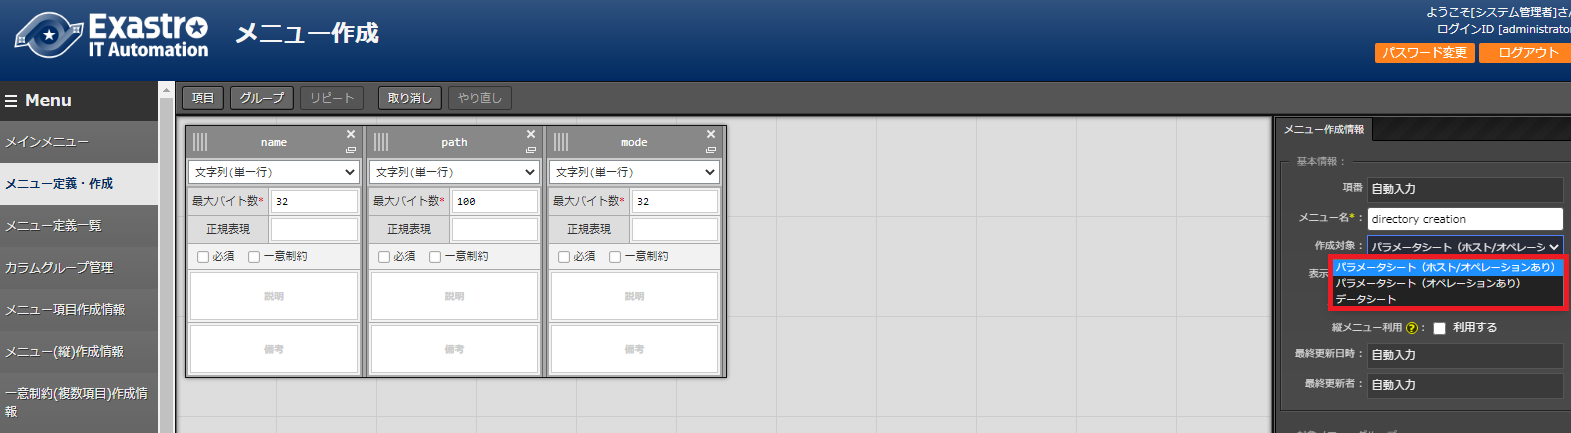 Exastro
IT Automation
メニュー作成
ようこそ[システム管理者]さ
ログインID [administrator
パスワード変更
ログアウト
Menu
メインメニュー
メニュー定義・作成
メニュー定義一覧
カラムグループ管理
メニュー項目作成情報
メニュー(縦)作成情報
一意制約(複数項目)作成情
報
項目 グループ リピート 取り消し やり直し
name path mode
文字列(単一行) 文字列(単一行) 文字列(単一行)
最大バイト数* 32 最大バイト数* 100 最大バイト数* 32
正規表現 正規表現 正規表現
必須 一意制約 必須 一意制約 必須 一意制約
説明 説明 説明
備考 備考 備考
メニュー作成情報
基本情報：
項番 自動入力
メニュー名*： directory creation
作成対象： パラメータシート（ホスト/オペレーシ
表示
パラメータシート（ホスト/オペレーションあり）
パラメータシート（オペレーションあり）
データシート
縦メニュー利用 ?： 利用する
最終更新日時： 自動入力
最終更新者： 自動入力